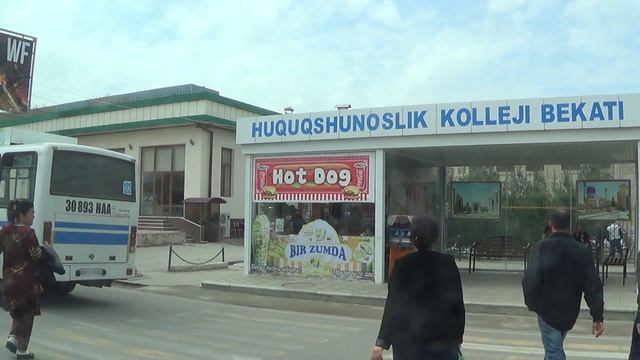 WF
HUQUQSHUNOSLIK KOLLEJI BEKATI
Hot Dog
BIR ZUMDA
30 893 HAA